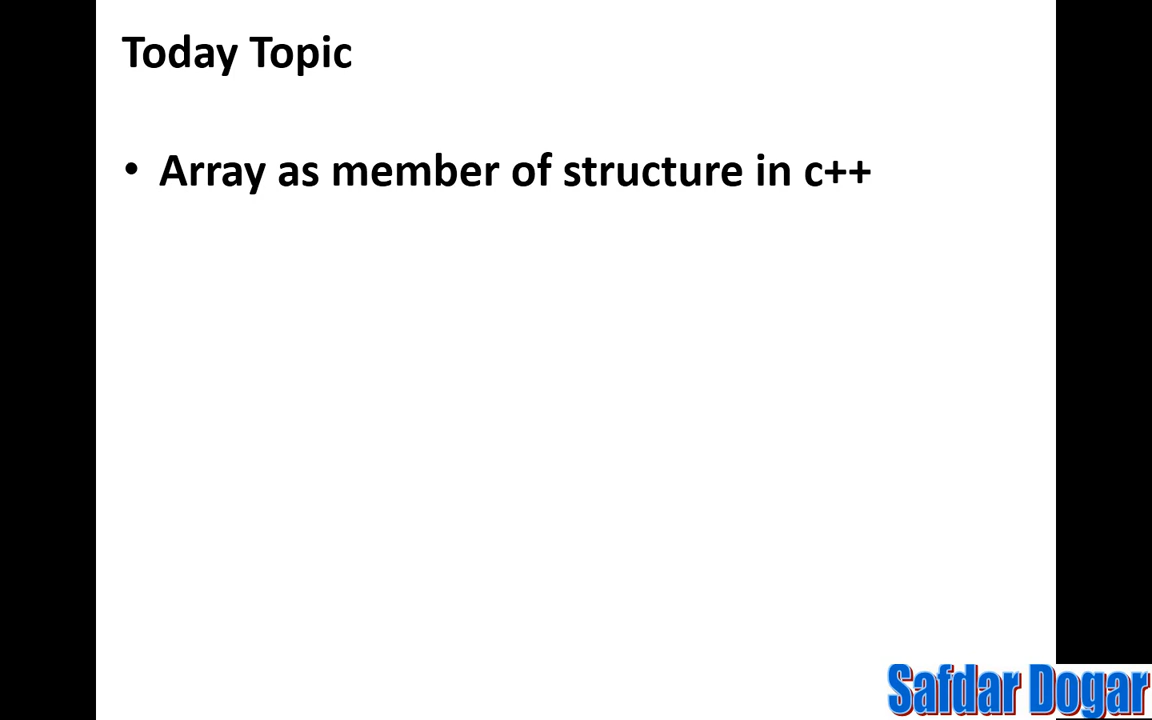 Today Topic
• Array as member of structure in c++
Safdar Dogar